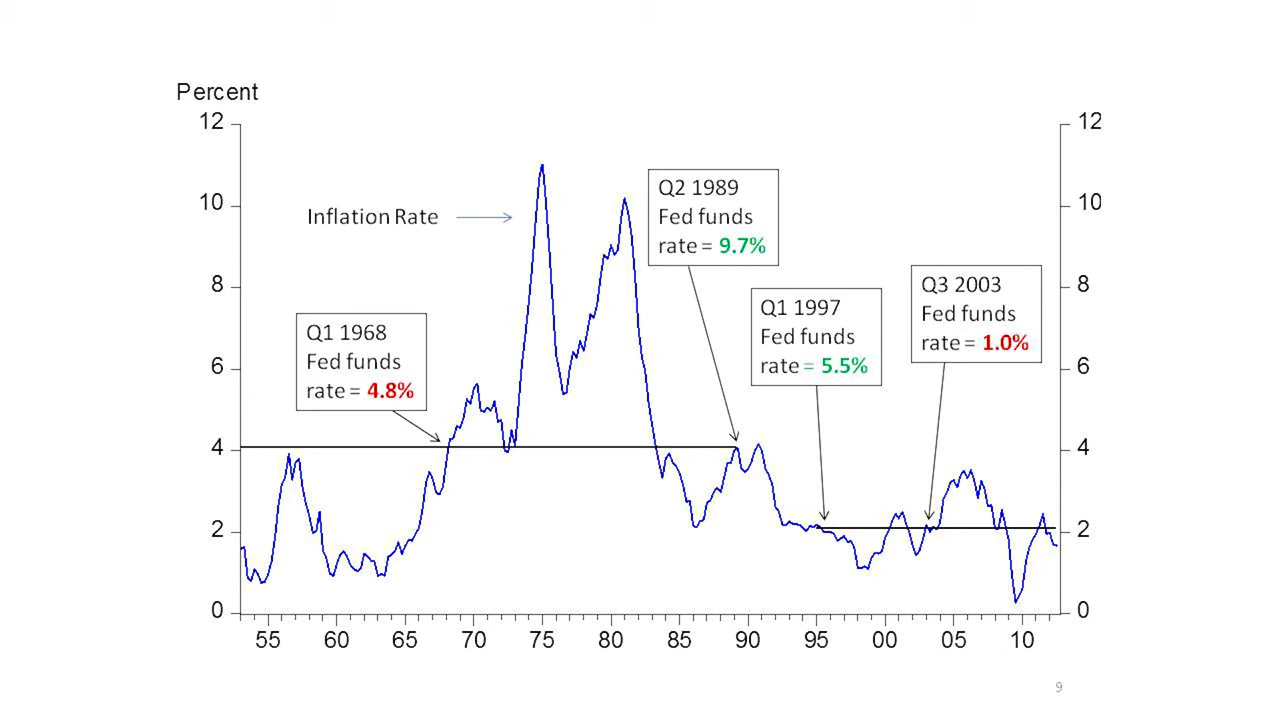 Percent
12
10
8
6
4
2
0
12
10
8
6
4
2
0
Inflation Rate
Q1 1968
Fed funds
rate = 4.8%
Q2 1989
Fed funds
rate = 9.7%
Q1 1997
Fed funds
rate = 5.5%
Q3 2003
Fed funds
rate = 1.0%
55 60 65 70 75 80 85 90 95 00 05 10
9